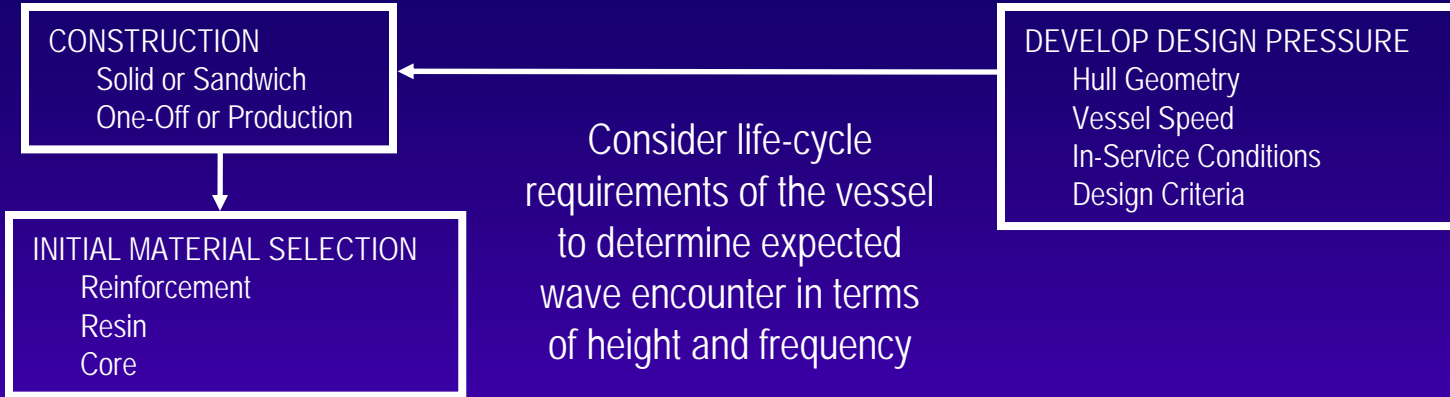 CONSTRUCTION
Solid or Sandwich
One-Off or Production
INITIAL MATERIAL SELECTION
Reinforcement
Resin
Core
Consider life-cycle
requirements of the vessel
to determine expected
wave encounter in terms
of height and frequency
DEVELOP DESIGN PRESSURE
Hull Geometry
Vessel Speed
In-Service Conditions
Design Criteria